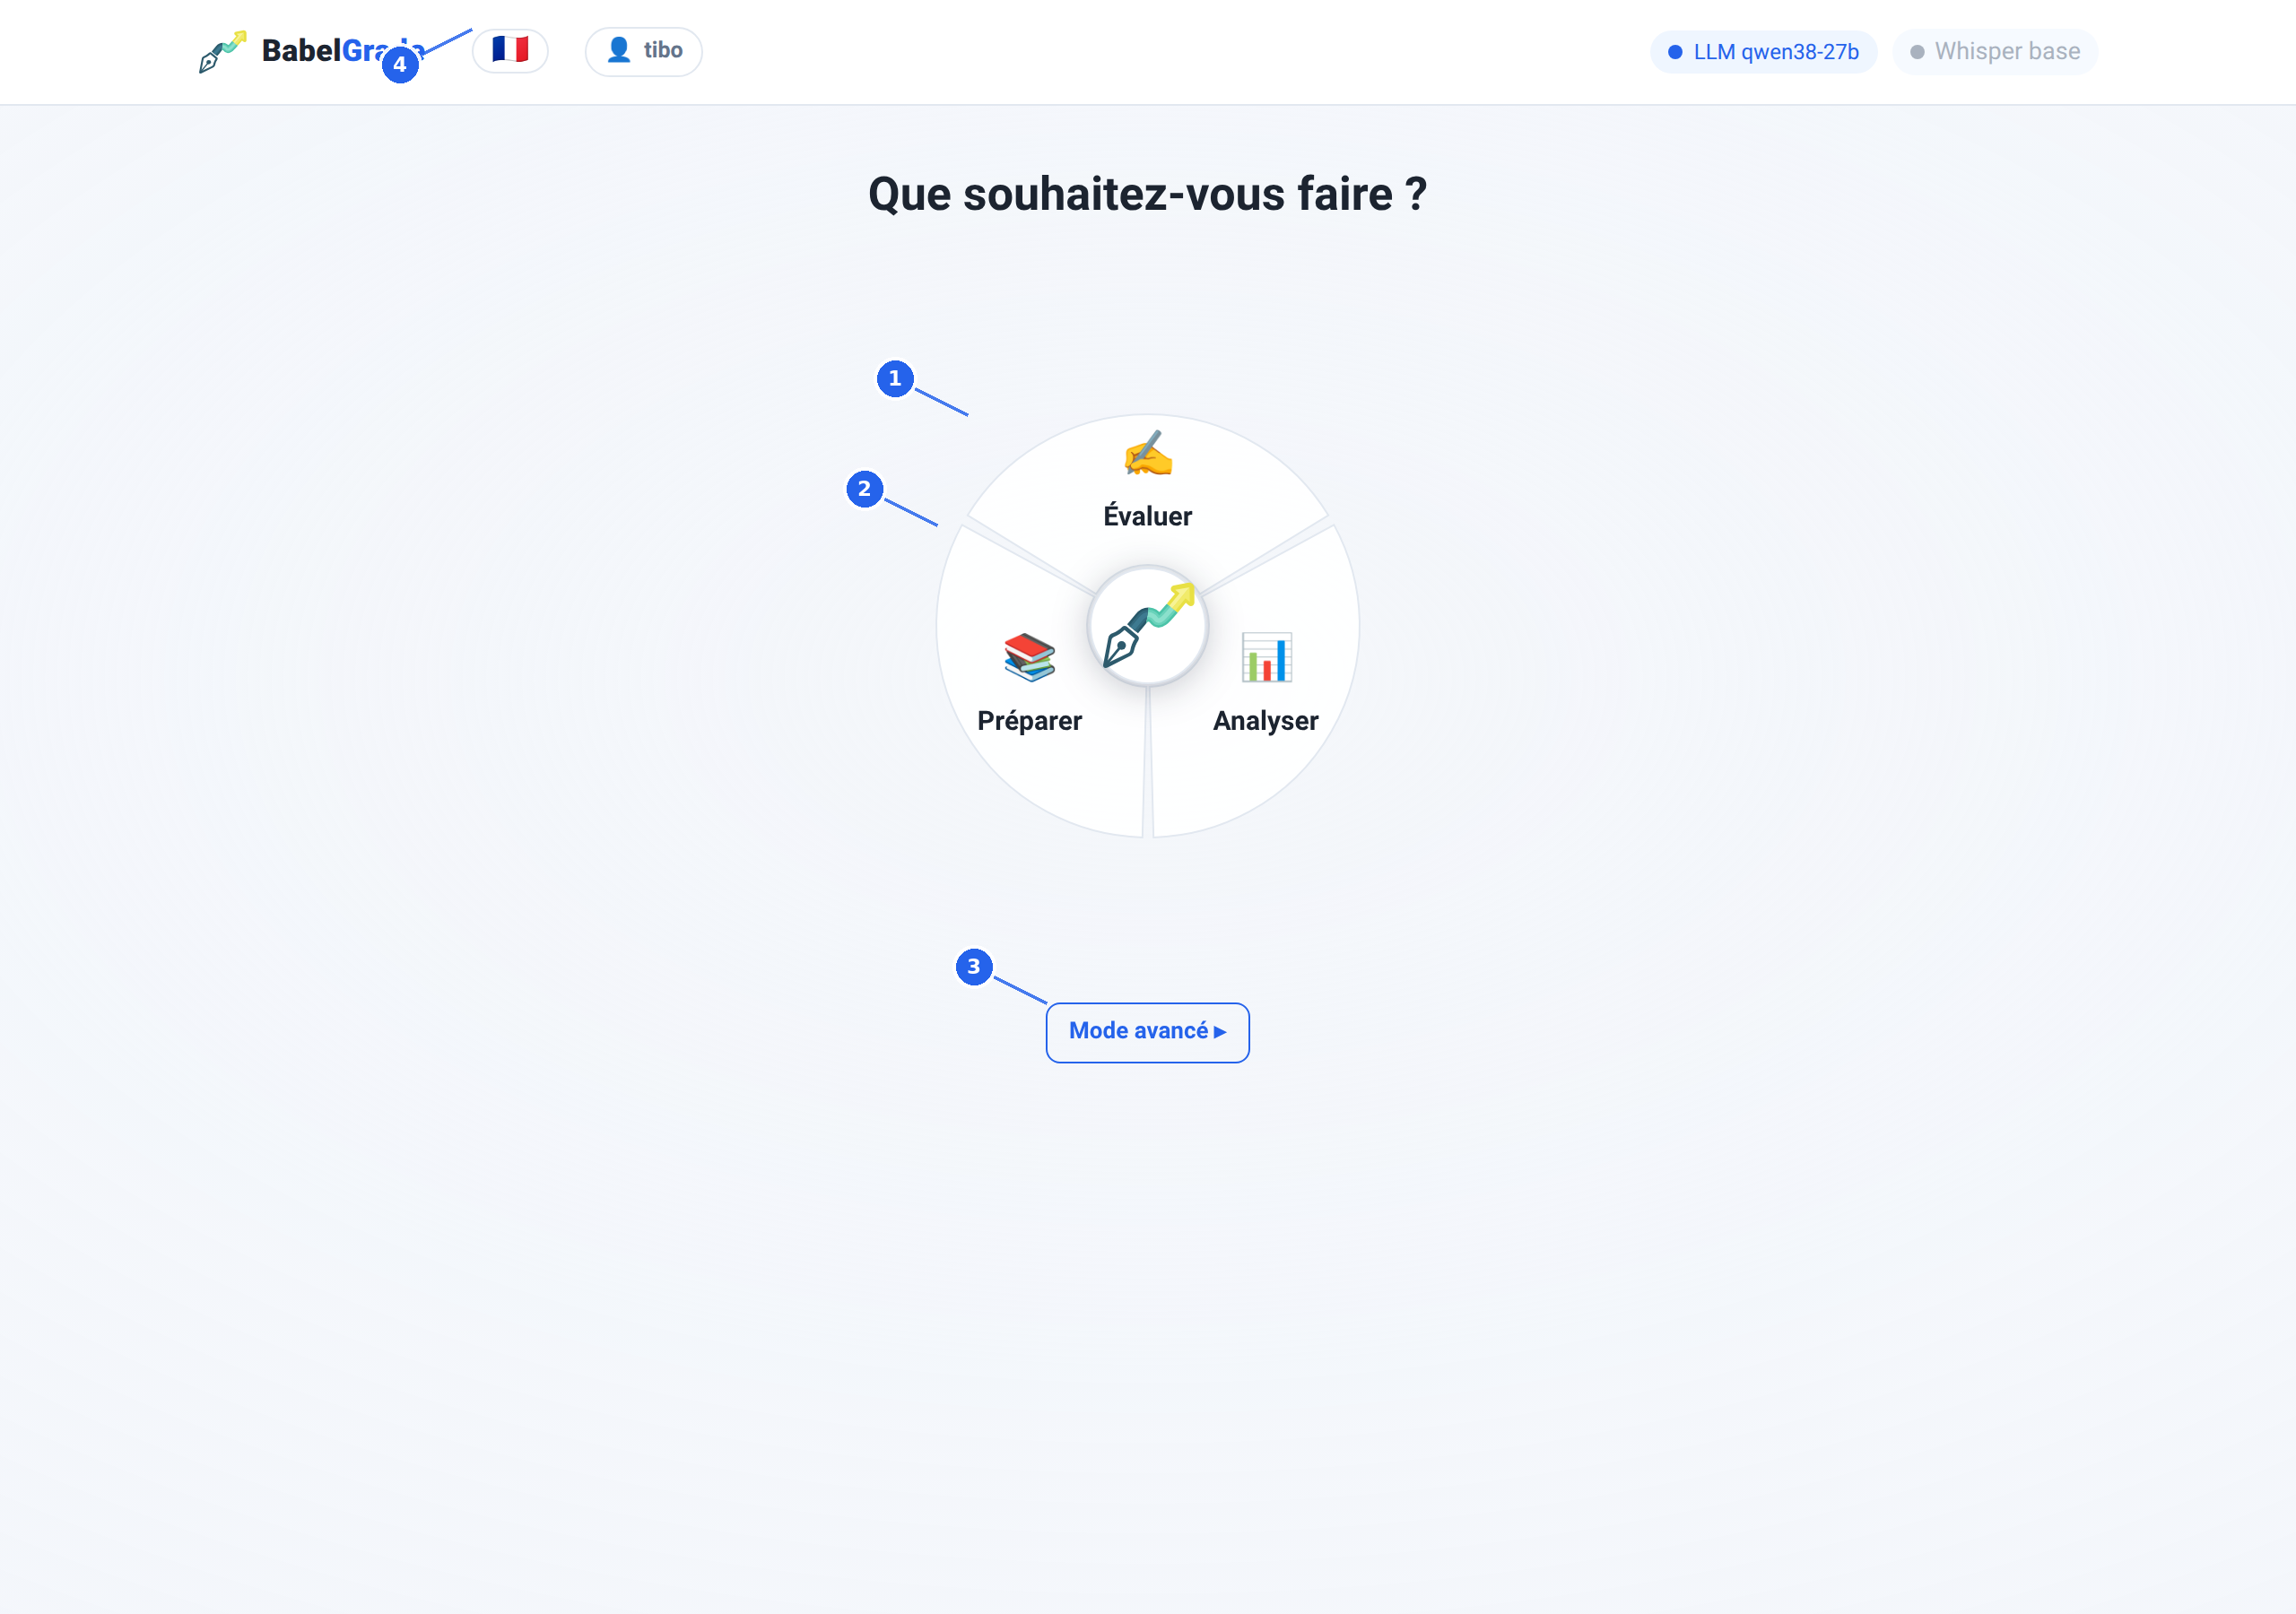 4
tibo
LLM qwen38-27b
Whisper base
Que souhaitez-vous faire ?
1
2
Évaluer
Préparer
Analyser
3
Mode avancé ▸